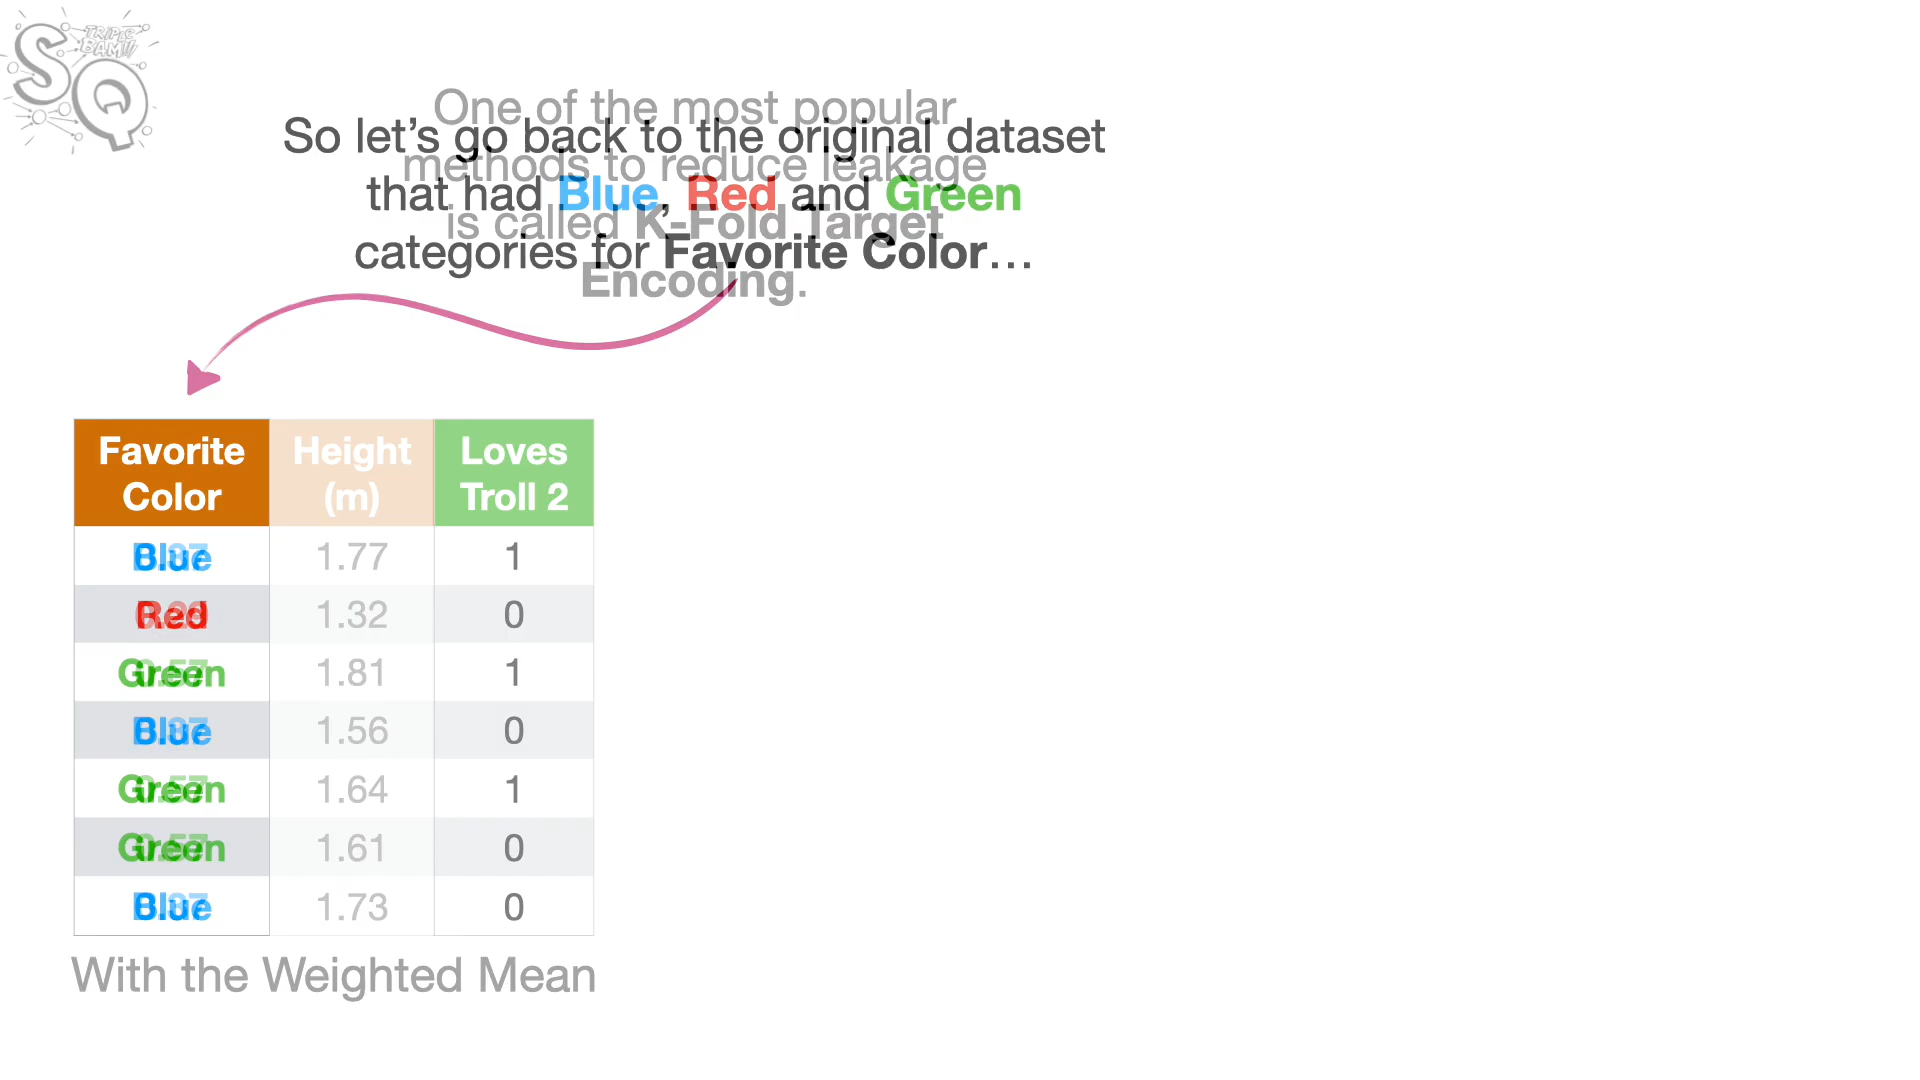 TRIPLE
BAM!!!
SQ
One of the most popular
methods to reduce leakage
is called K-Fold Target
Encoding.
So let's go back to the original dataset
that had Blue, Red and Green
categories for Favorite Color…
Favorite Color Height (m) Loves Troll 2
Blue 1.77 1
Red 1.32 0
Green 1.81 1
Blue 1.56 0
Green 1.64 1
Green 1.61 0
Blue 1.73 0
With the Weighted Mean